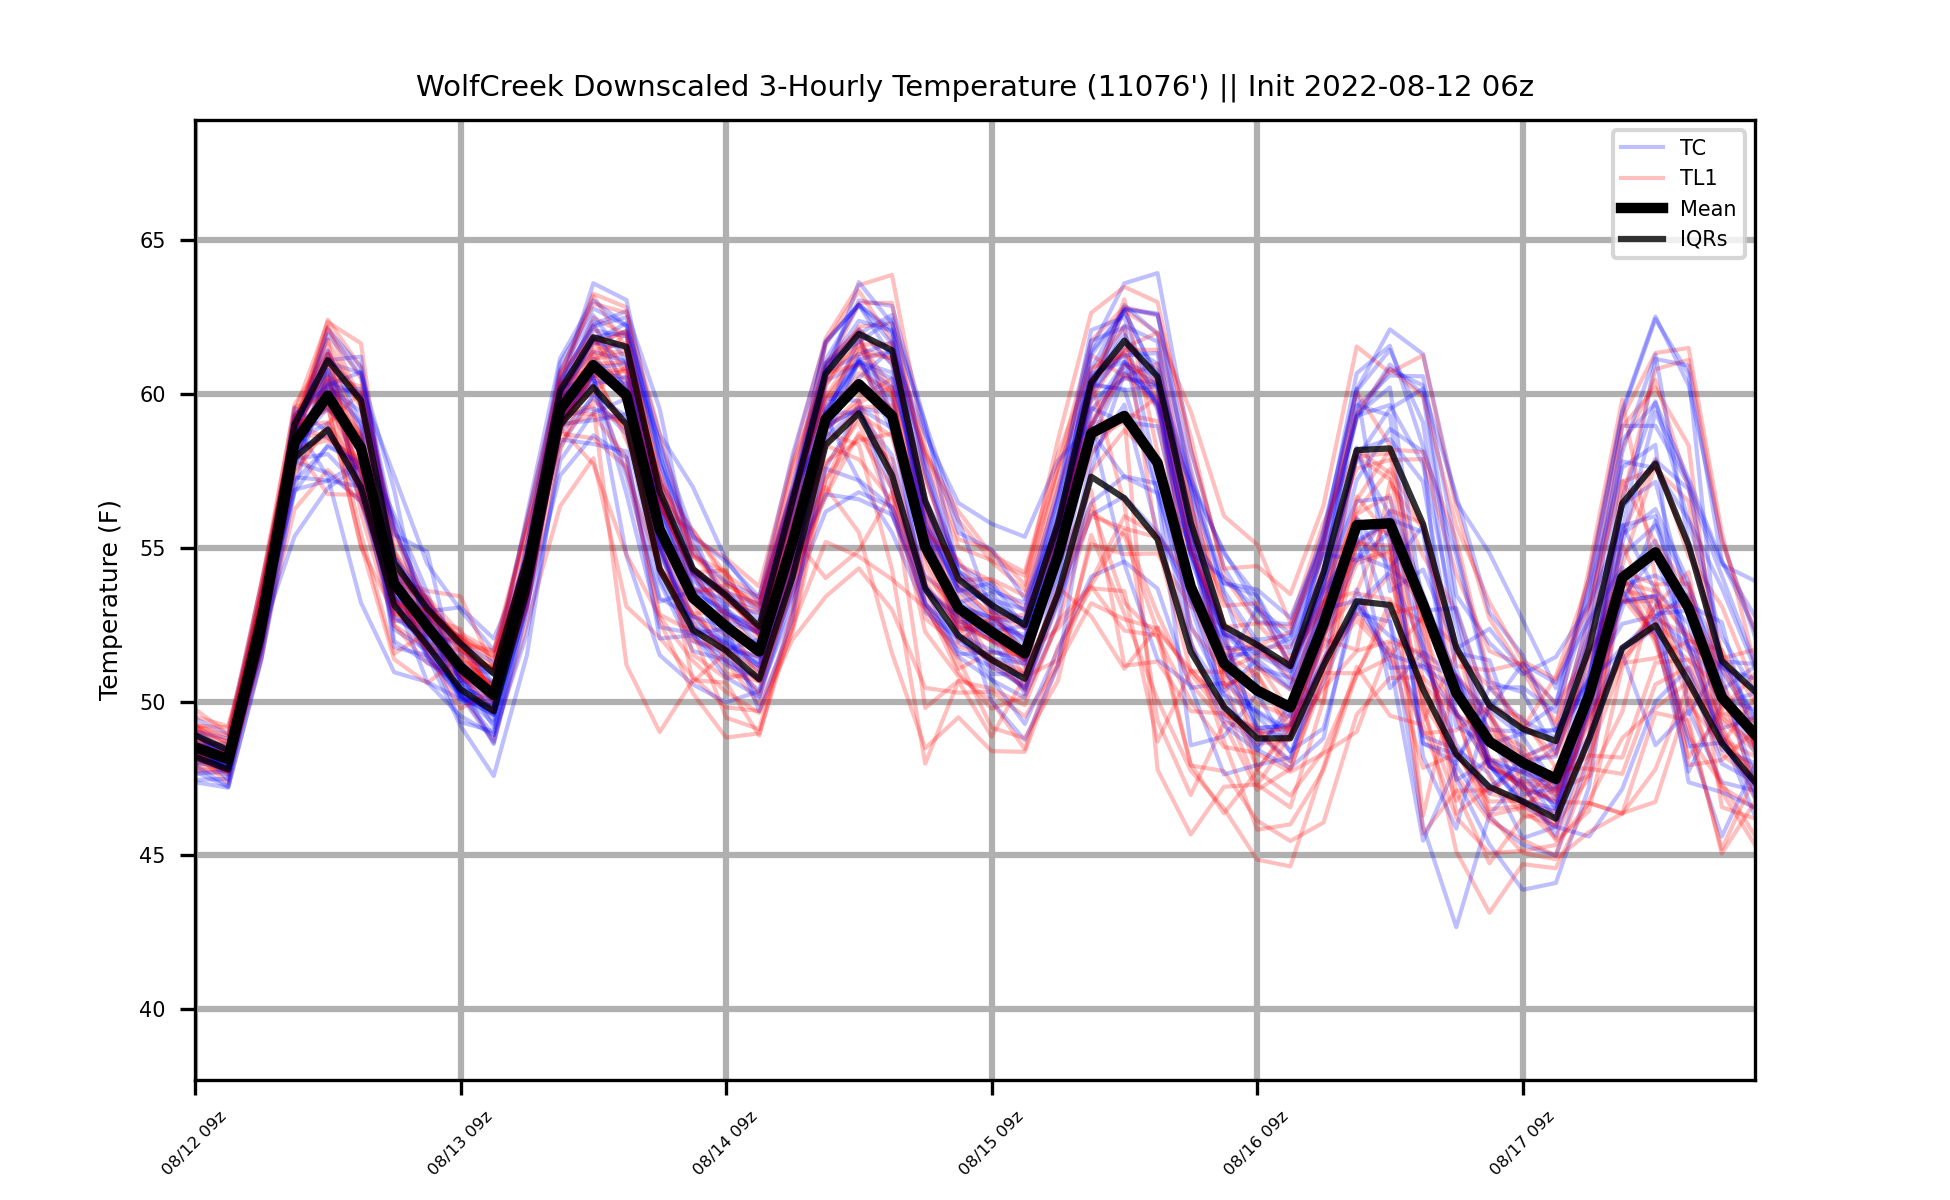 WolfCreek Downscaled 3-Hourly Temperature (11076') || Init 2022-08-12 06z
TC
TL1
Mean
IQRs
Temperature (F)
65
60
55
50
45
40
08/12 09z
08/13 09z
08/14 09z
08/15 09z
08/16 09z
08/17 09z